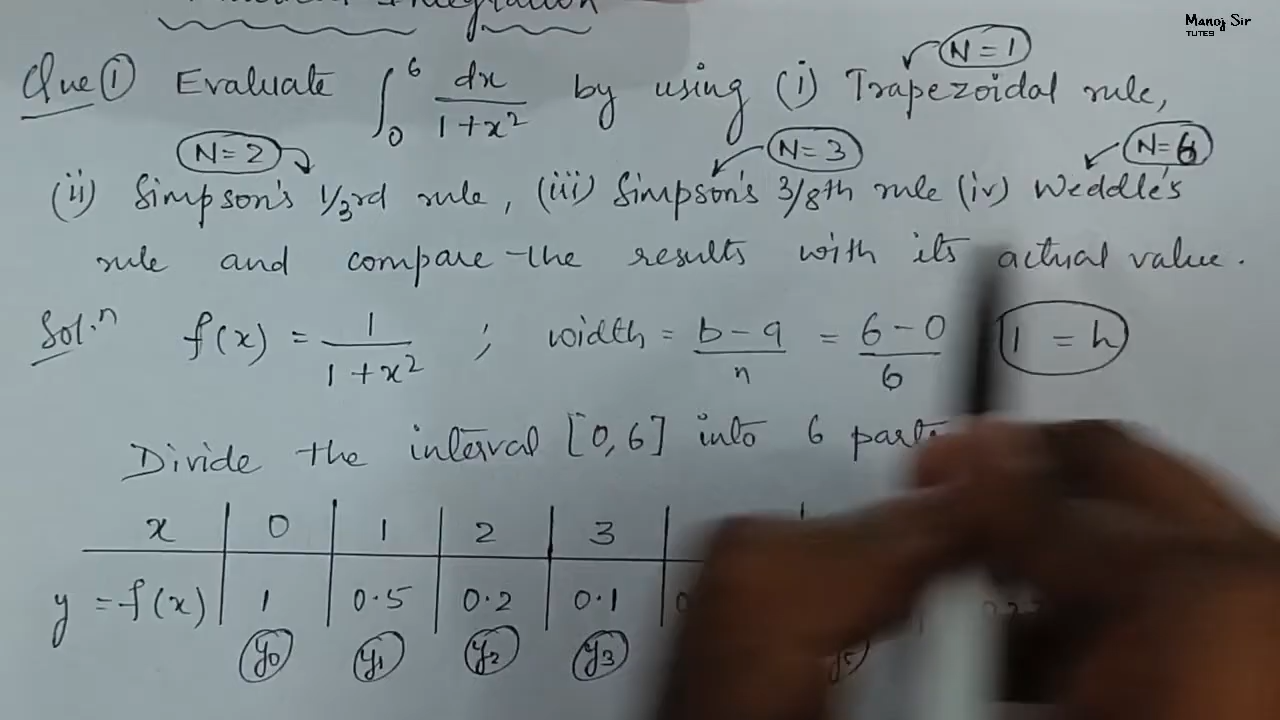 Manoj Sir
TUTES
Integration
N = 1
Que ① Evaluate ∫₀⁶ dx/(1+x²) by using (i) Trapezoidal rule,
N = 2 N = 3 N = 6
(ii) Simpson's 1/3rd rule, (iii) Simpson's 3/8th rule (iv) Weddle's
rule and compare the results with its actual value.
Sol.ⁿ f(x) = 1/(1+x²) ; width = (b-a)/n = (6-0)/6 1 = h
Divide the interval [0,6] into 6 parts
x 0 1 2 3
y = f(x) 1 0.5 0.2 0.1
y₀ y₁ y₂ y₃ y₅